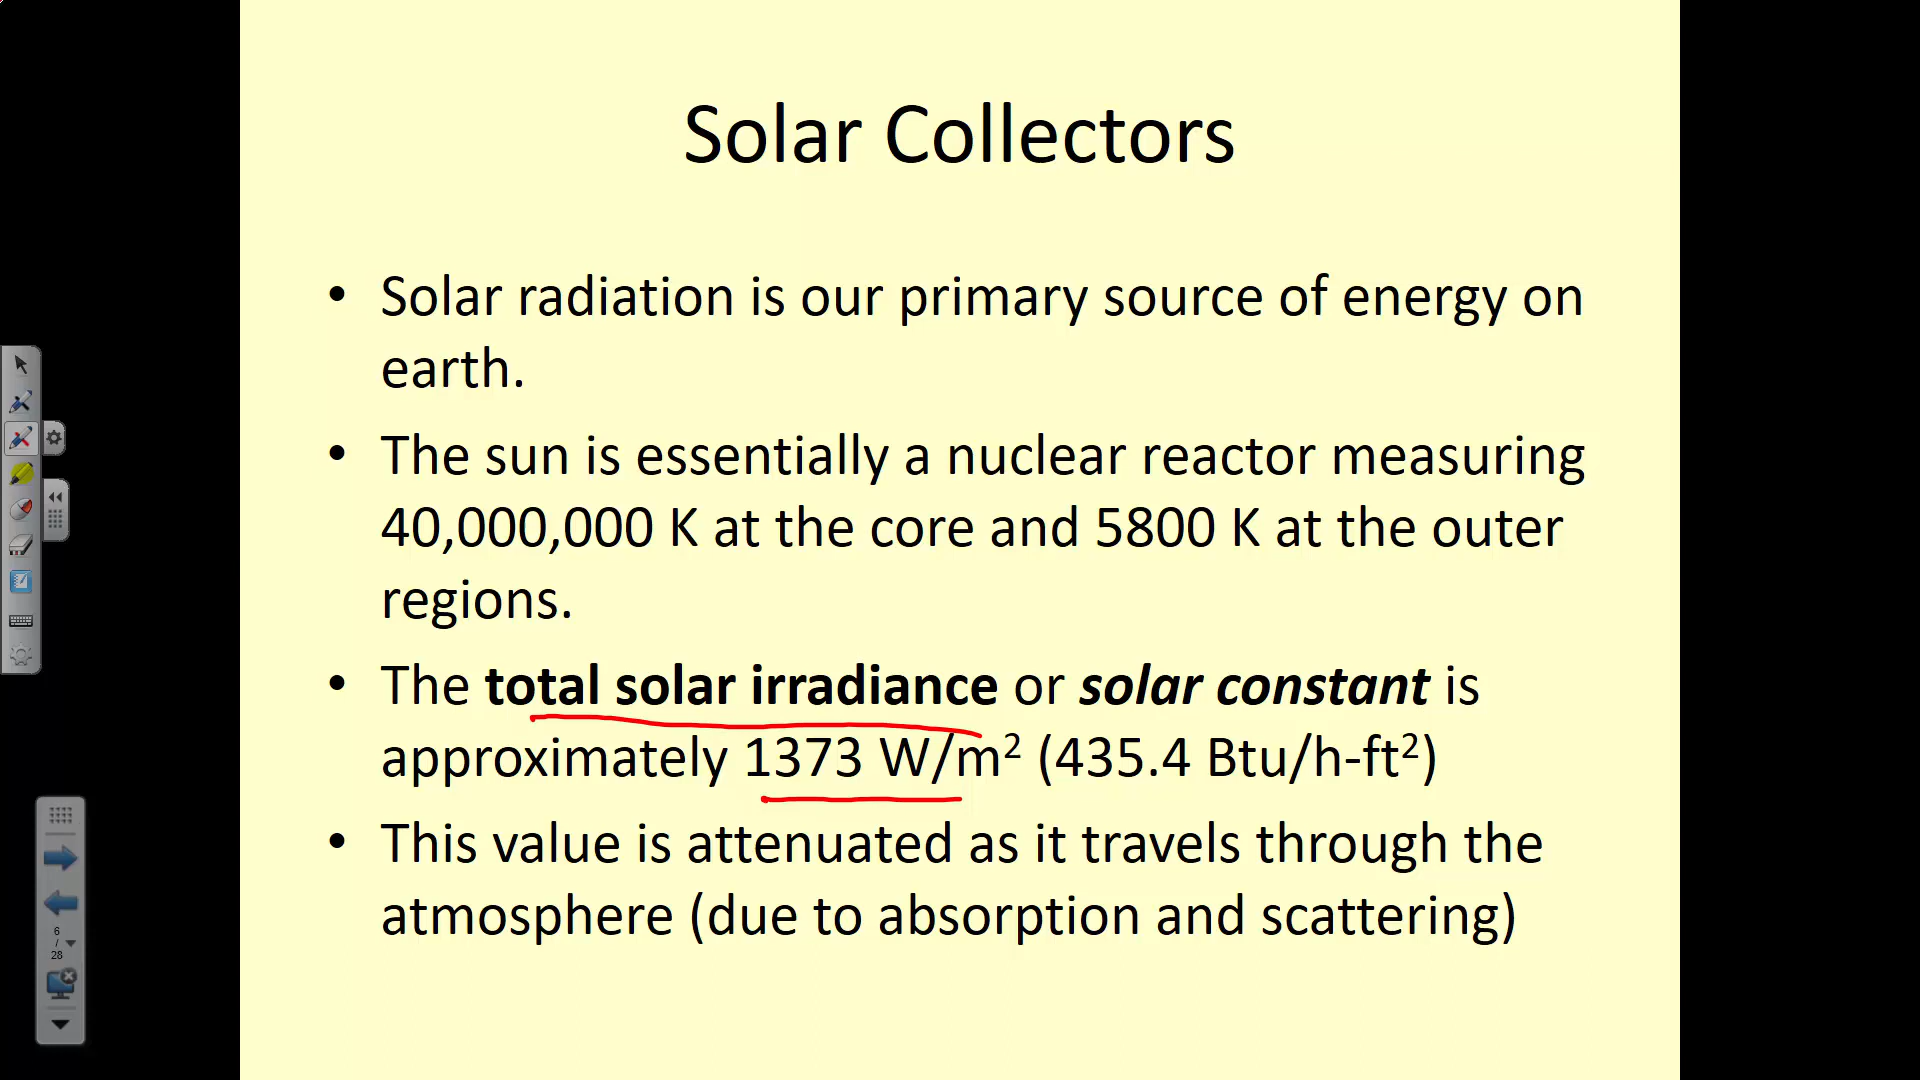 Solar Collectors
• Solar radiation is our primary source of energy on
earth.
• The sun is essentially a nuclear reactor measuring
40,000,000 K at the core and 5800 K at the outer
regions.
• The total solar irradiance or solar constant is
approximately 1373 W/m² (435.4 Btu/h-ft²)
• This value is attenuated as it travels through the
atmosphere (due to absorption and scattering)
6
/
28